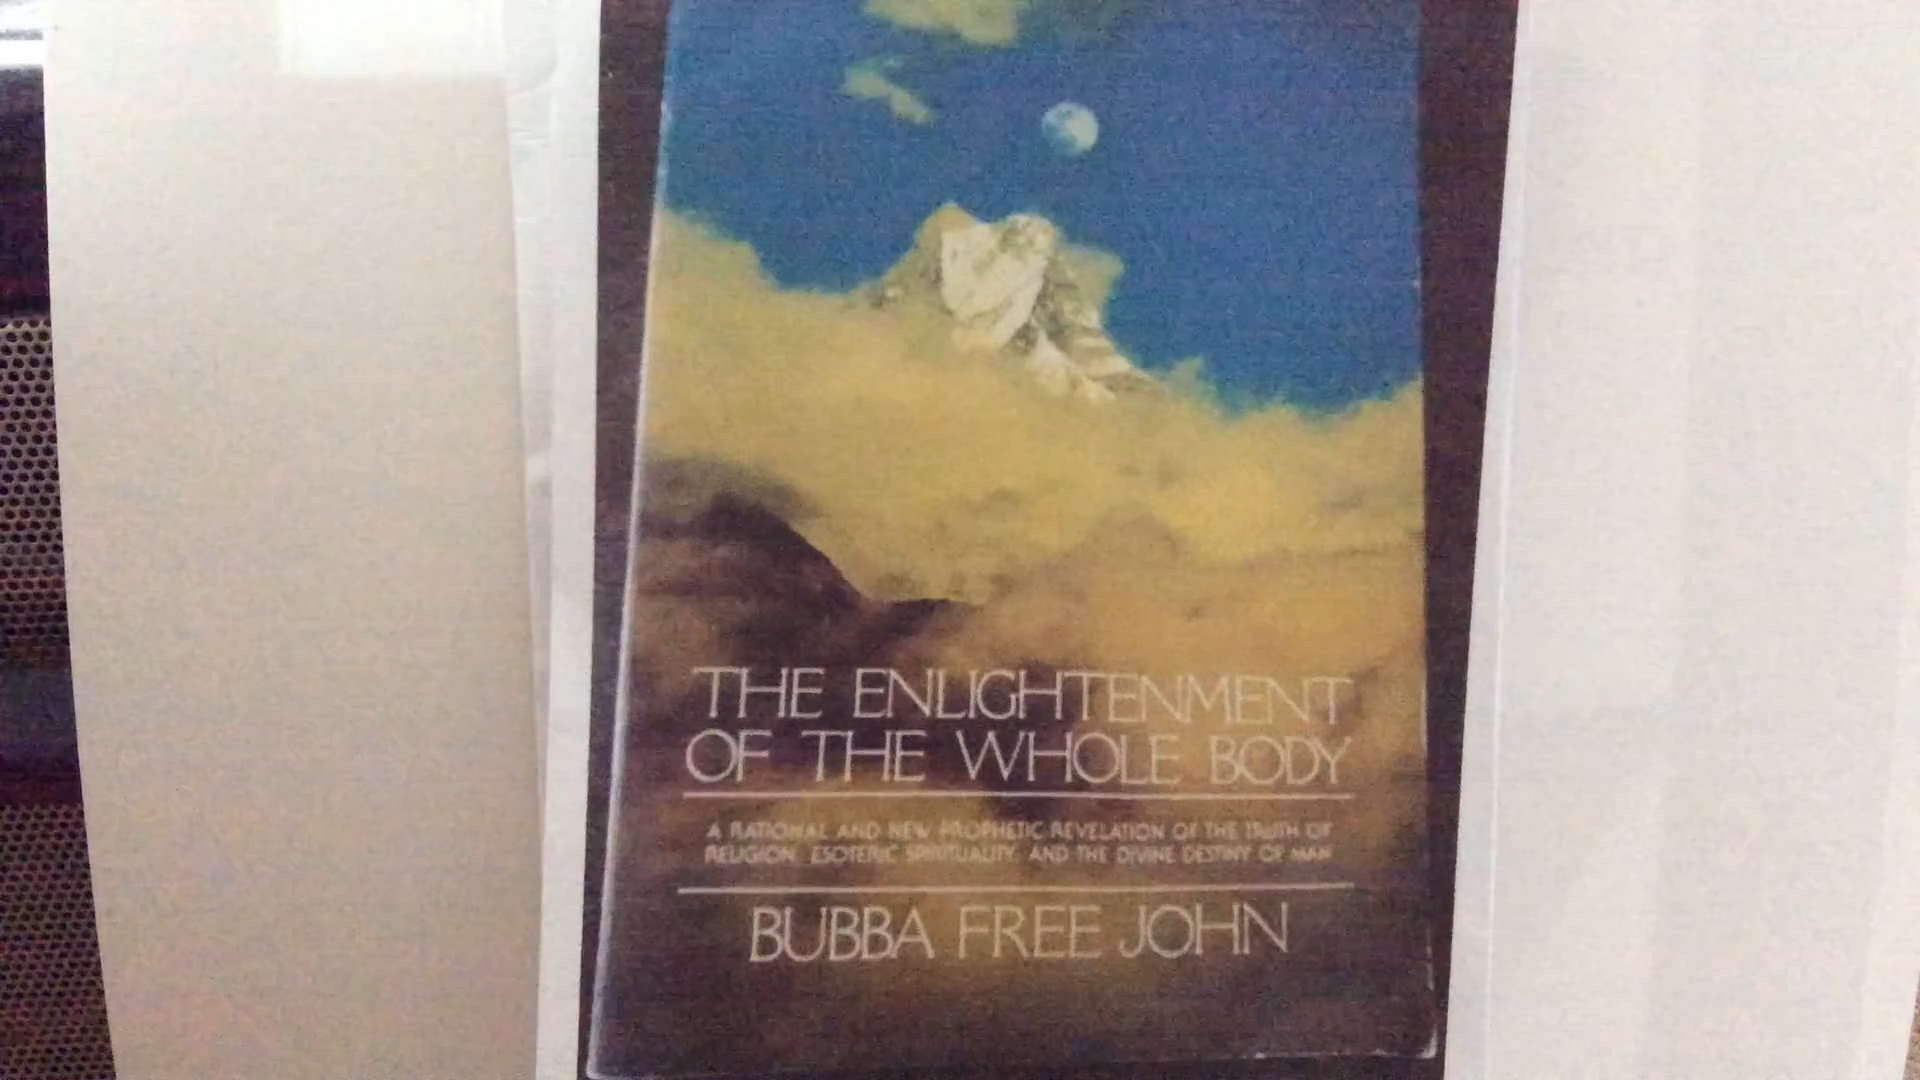 THE ENLIGHTENMENT
OF THE WHOLE BODY
A RATIONAL AND NEW PROPHETIC REVELATION OF THE TRUTH OF
RELIGION, ESOTERIC SPIRITUALITY, AND THE DIVINE DESTINY OF MAN
BUBBA FREE JOHN